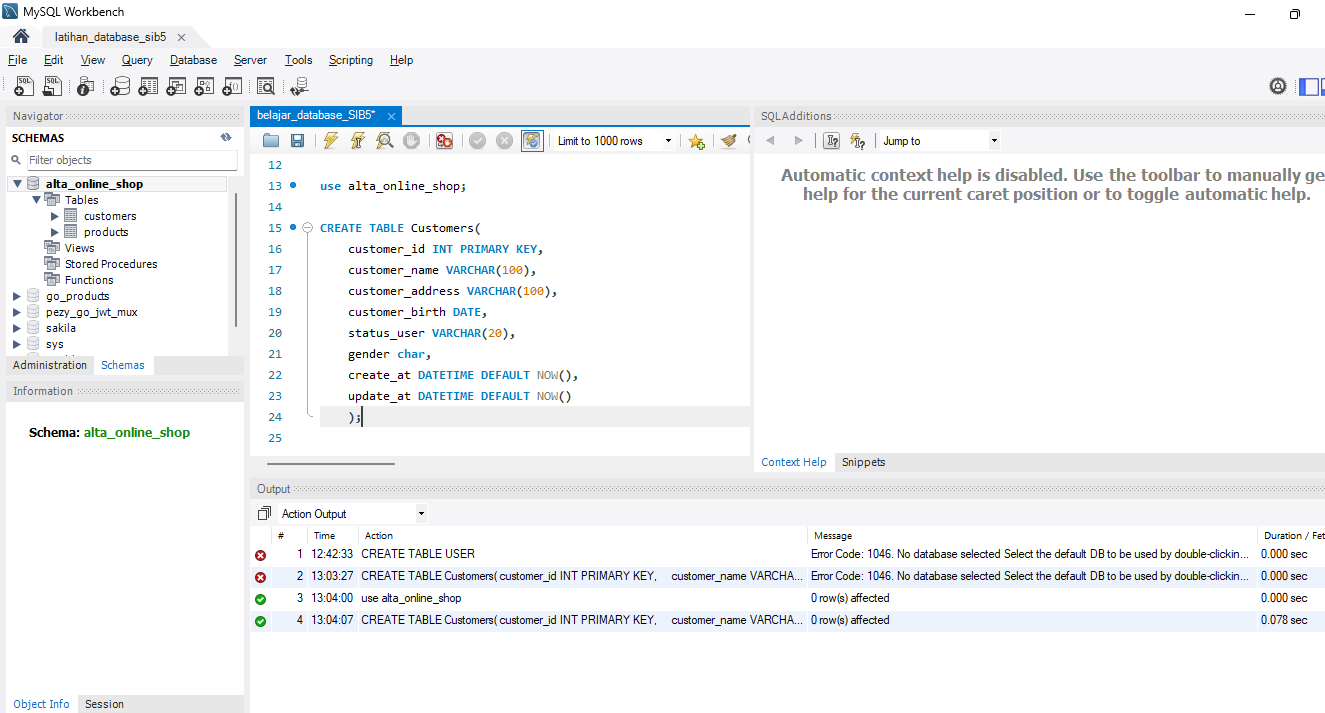 MySQL Workbench
latihan_database_sib5
File Edit View Query Database Server Tools Scripting Help
Navigator
SCHEMAS
Filter objects
alta_online_shop
Tables
customers
products
Views
Stored Procedures
Functions
go_products
pezy_go_jwt_mux
sakila
sys
Administration Schemas
Information
Schema: alta_online_shop
Object Info Session
belajar_database_SIB5*
Limit to 1000 rows
12
13 use alta_online_shop;
14
15 CREATE TABLE Customers(
16 customer_id INT PRIMARY KEY,
17 customer_name VARCHAR(100),
18 customer_address VARCHAR(100),
19 customer_birth DATE,
20 status_user VARCHAR(20),
21 gender char,
22 create_at DATETIME DEFAULT NOW(),
23 update_at DATETIME DEFAULT NOW()
24 );
25
SQLAdditions
Jump to
Automatic context help is disabled. Use the toolbar to manually ge
help for the current caret position or to toggle automatic help.
Context Help Snippets
Output
Action Output
# Time Action Message Duration / Fet
1 12:42:33 CREATE TABLE USER Error Code: 1046. No database selected Select the default DB to be used by double-clickin... 0.000 sec
2 13:03:27 CREATE TABLE Customers( customer_id INT PRIMARY KEY, customer_name VARCHA... Error Code: 1046. No database selected Select the default DB to be used by double-clickin... 0.000 sec
3 13:04:00 use alta_online_shop 0 row(s) affected 0.000 sec
4 13:04:07 CREATE TABLE Customers( customer_id INT PRIMARY KEY, customer_name VARCHA... 0 row(s) affected 0.078 sec